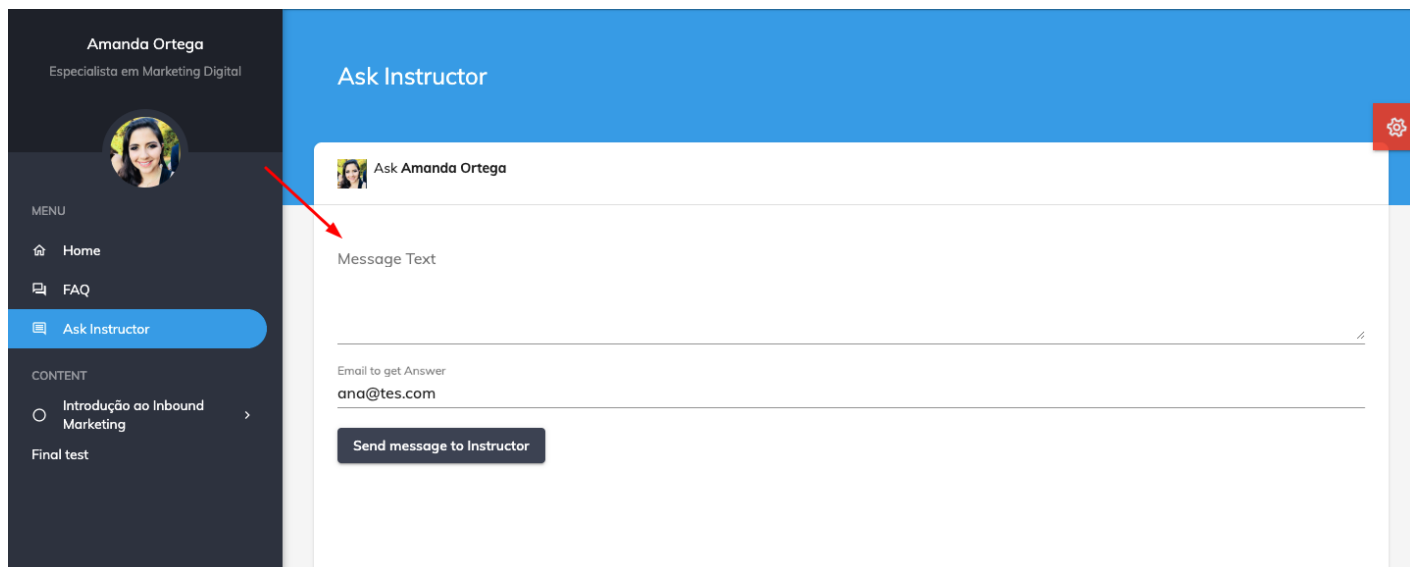 Amanda Ortega
Especialista em Marketing Digital
MENU
Home
FAQ
Ask Instructor
CONTENT
Introdução ao Inbound
Marketing
Final test
Ask Instructor
Ask Amanda Ortega
Message Text
Email to get Answer
ana@tes.com
Send message to Instructor